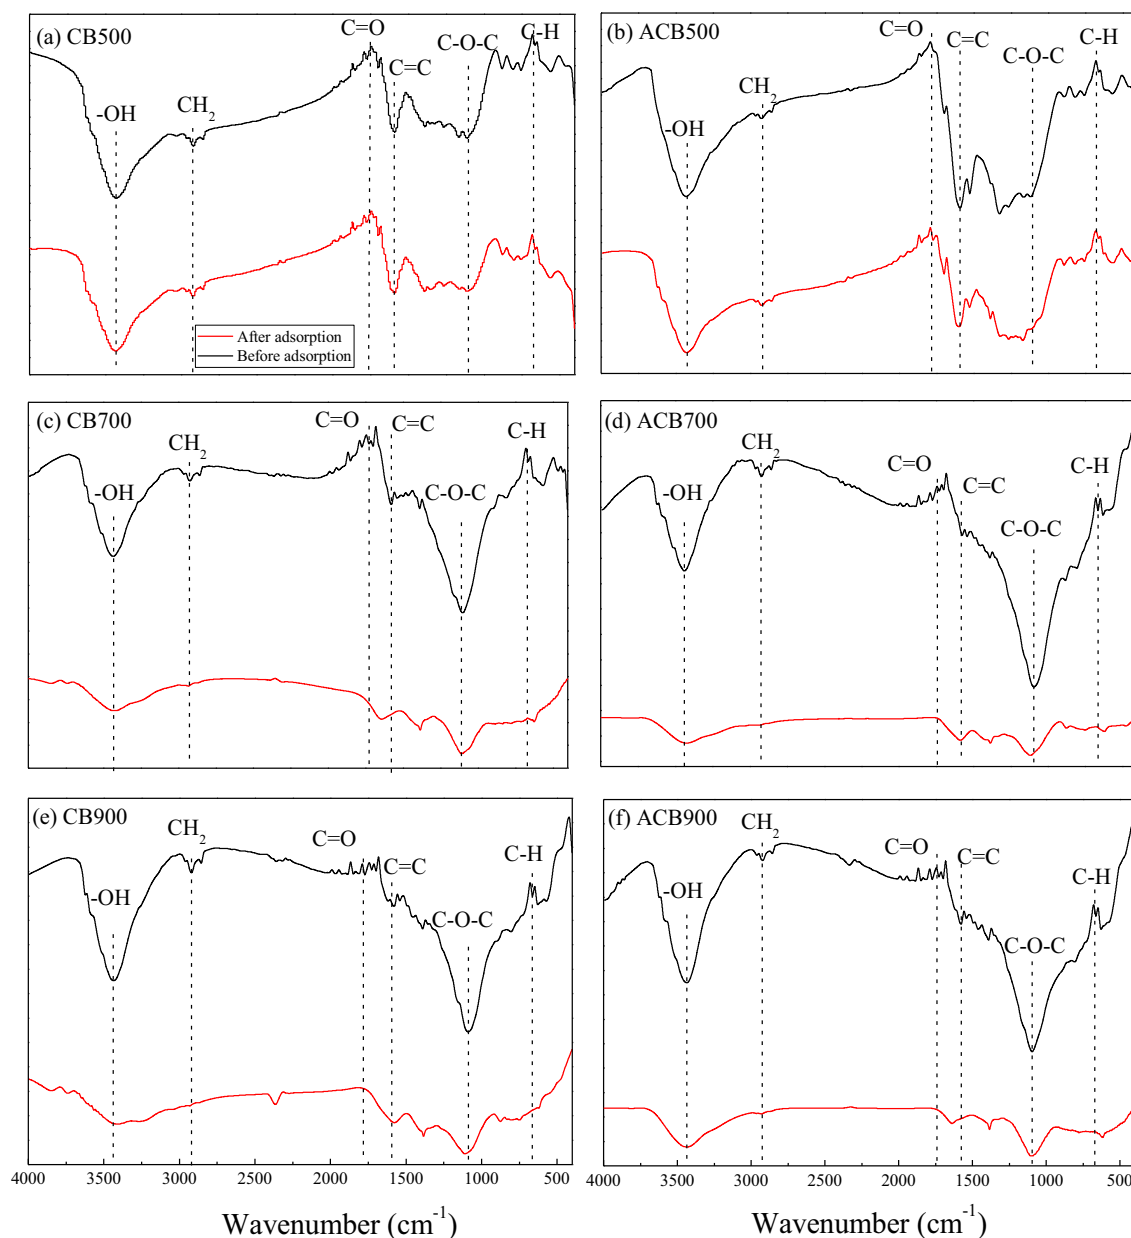 (a) CB500
C=O
C=C
C-O-C
C-H
-OH
CH2
After adsorption
Before adsorption
(b) ACB500
C=O
C=C
C-O-C
C-H
-OH
CH2
(c) CB700
C=O
C=C
C-H
CH2
-OH
C-O-C
(d) ACB700
CH2
C=O
C-H
-OH
C=C
C-O-C
(e) CB900
CH2
C=O
C=C
C-H
-OH
C-O-C
(f) ACB900
CH2
C=O
C=C
C-H
-OH
C-O-C
4000 3500 3000 2500 2000 1500 1000 500
4000 3500 3000 2500 2000 1500 1000 500
Wavenumber (cm-1)
Wavenumber (cm-1)